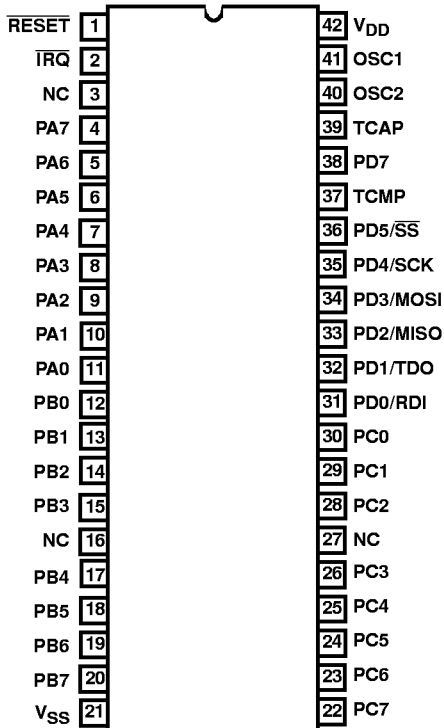 RESET 1 42 VDD
IRQ 2 41 OSC1
NC 3 40 OSC2
PA7 4 39 TCAP
PA6 5 38 PD7
PA5 6 37 TCMP
PA4 7 36 PD5/SS
PA3 8 35 PD4/SCK
PA2 9 34 PD3/MOSI
PA1 10 33 PD2/MISO
PA0 11 32 PD1/TDO
PB0 12 31 PD0/RDI
PB1 13 30 PC0
PB2 14 29 PC1
PB3 15 28 PC2
NC 16 27 NC
PB4 17 26 PC3
PB5 18 25 PC4
PB6 19 24 PC5
PB7 20 23 PC6
VSS 21 22 PC7